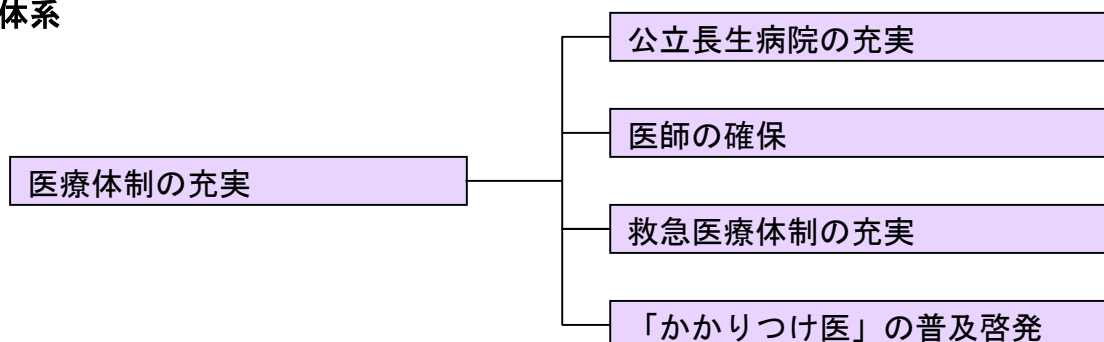 体系
公立長生病院の充実
医師の確保
医療体制の充実
救急医療体制の充実
「かかりつけ医」の普及啓発